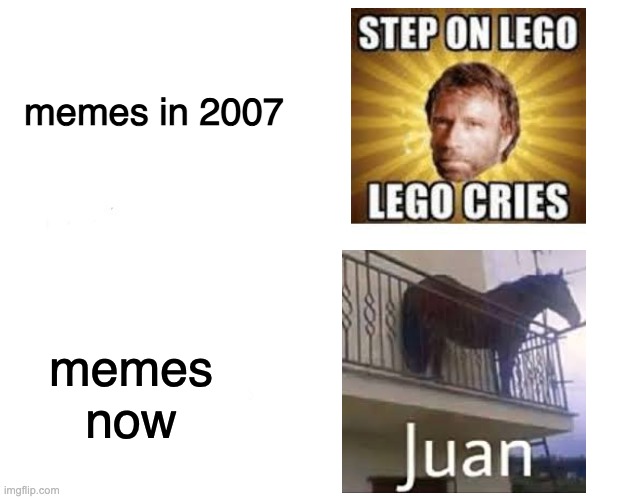 STEP ON LEGO
memes in 2007
LEGO CRIES
memes
now
Juan
imgflip.com